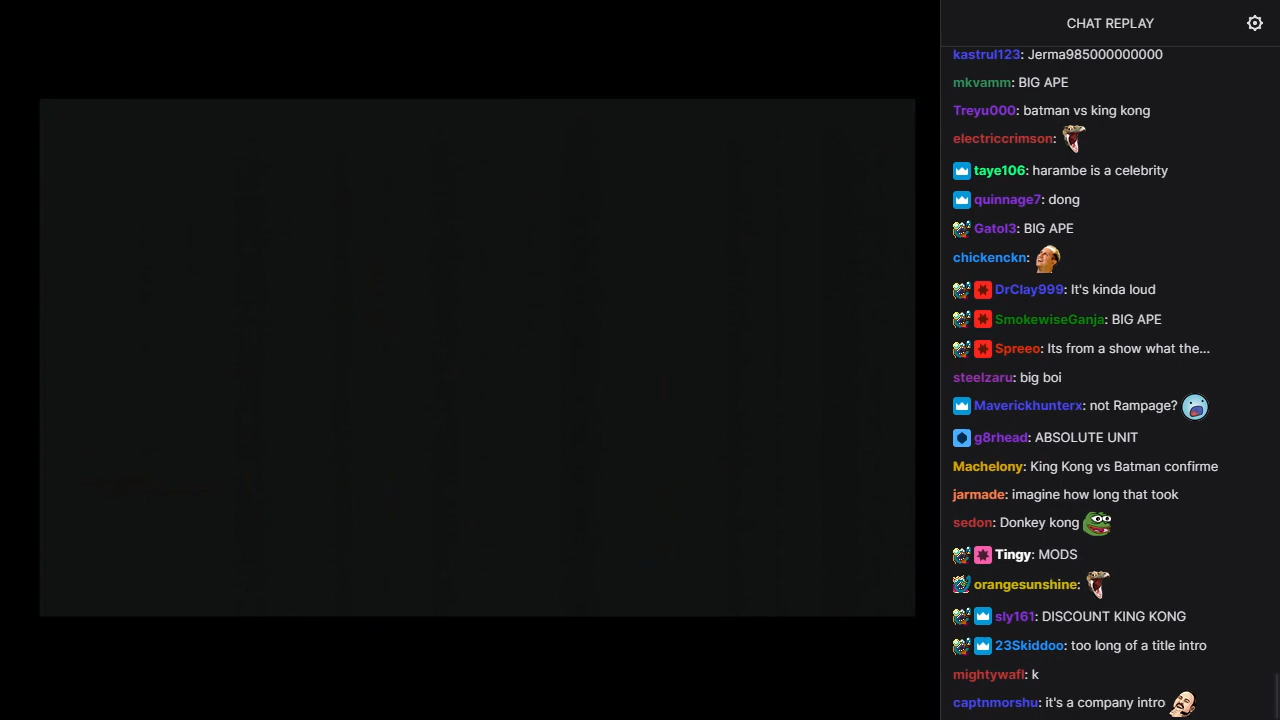 CHAT REPLAY
kastrul123: Jerma985000000000
mkvamm: BIG APE
Treyu000: batman vs king kong
electriccrimson:
taye106: harambe is a celebrity
quinnage7: dong
Gatol3: BIG APE
chickenckn:
DrClay999: It's kinda loud
SmokewiseGanja: BIG APE
Spreeo: Its from a show what the...
steelzaru: big boi
Maverickhunterx: not Rampage?
g8rhead: ABSOLUTE UNIT
Machelony: King Kong vs Batman confirme
jarmade: imagine how long that took
sedon: Donkey kong
Tingy: MODS
orangesunshine:
sly161: DISCOUNT KING KONG
23Skiddoo: too long of a title intro
mightywafl: k
captnmorshu: it's a company intro